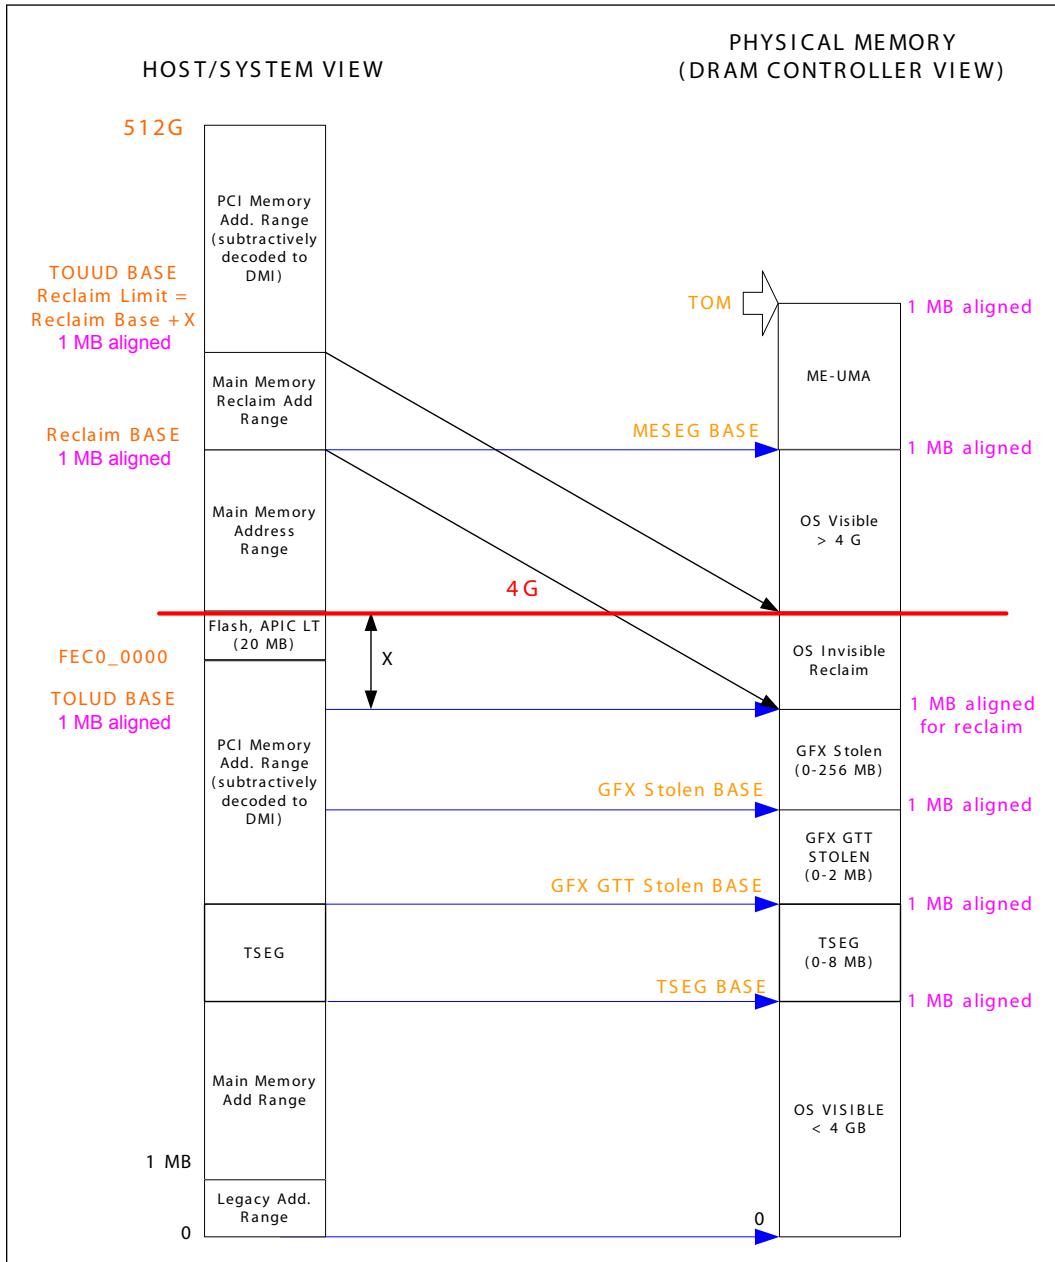 HOST/SYSTEM VIEW
PHYSICAL MEMORY
(DRAM CONTROLLER VIEW)
512G
PCI Memory
Add. Range
(subtractively
decoded to
DMI)
TOUUD BASE
Reclaim Limit =
Reclaim Base +X
1 MB aligned
TOM
1 MB aligned
ME-UMA
Main Memory
Reclaim Add
Range
Reclaim BASE
1 MB aligned
MESEG BASE
1 MB aligned
Main Memory
Address
Range
OS Visible
> 4 G
4G
Flash, APIC LT
(20 MB)
FEC0_0000
X
OS Invisible
Reclaim
TOLUD BASE
1 MB aligned
1 MB aligned
for reclaim
PCI Memory
Add. Range
(subtractively
decoded to
DMI)
GFX Stolen
(0-256 MB)
GFX Stolen BASE
1 MB aligned
GFX GTT
STOLEN
(0-2 MB)
GFX GTT Stolen BASE
1 MB aligned
TSEG
TSEG
(0-8 MB)
TSEG BASE
1 MB aligned
Main Memory
Add Range
OS VISIBLE
< 4 GB
1 MB
Legacy Add.
Range
0
0